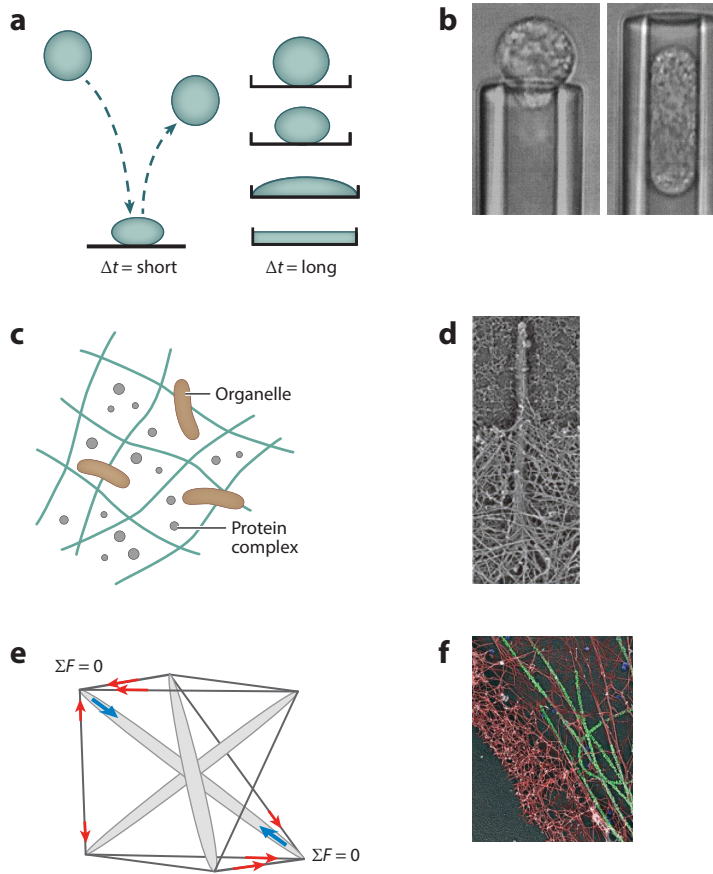 a
b
Δt = short
Δt = long
c
d
Organelle
Protein
complex
e
f
ΣF = 0
ΣF = 0